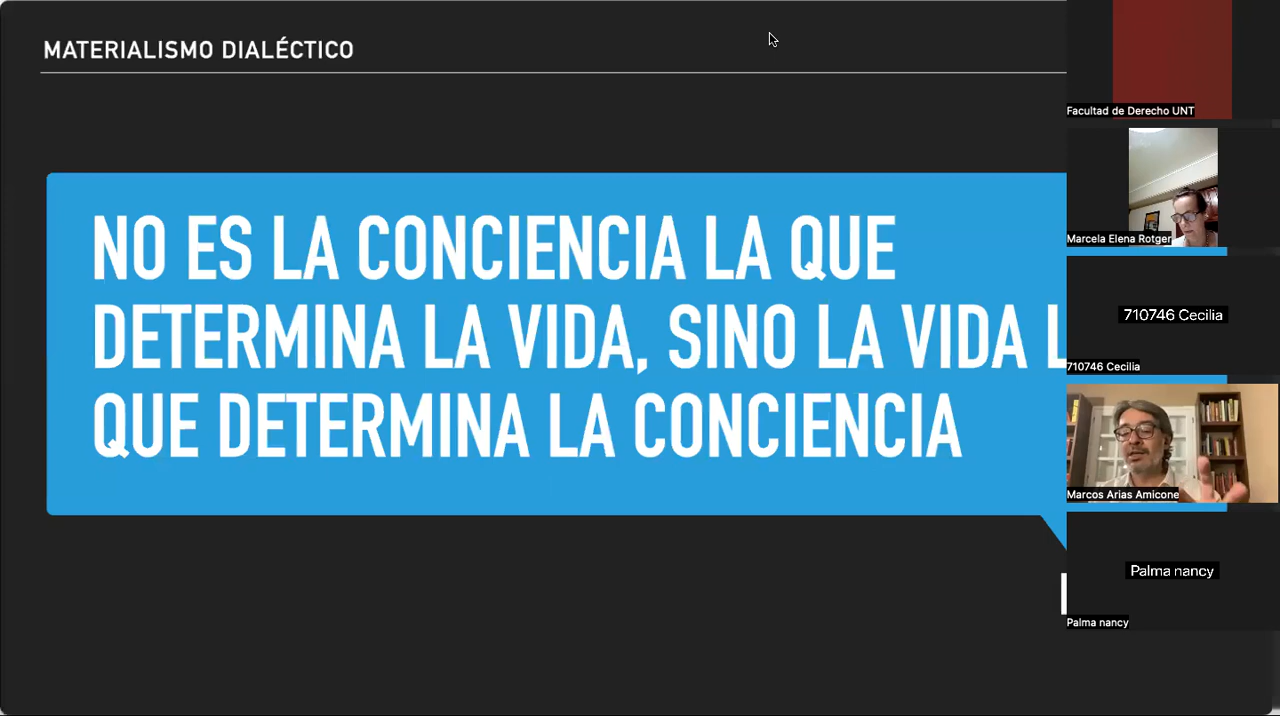 MATERIALISMO DIALÉCTICO
NO ES LA CONCIENCIA LA QUE
DETERMINA LA VIDA, SINO LA VIDA L
QUE DETERMINA LA CONCIENCIA
Facultad de Derecho UNT
Marcela Elena Rotger
710746 Cecilia
710746 Cecilia
Marcos Arias Amicone
Palma nancy
Palma nancy